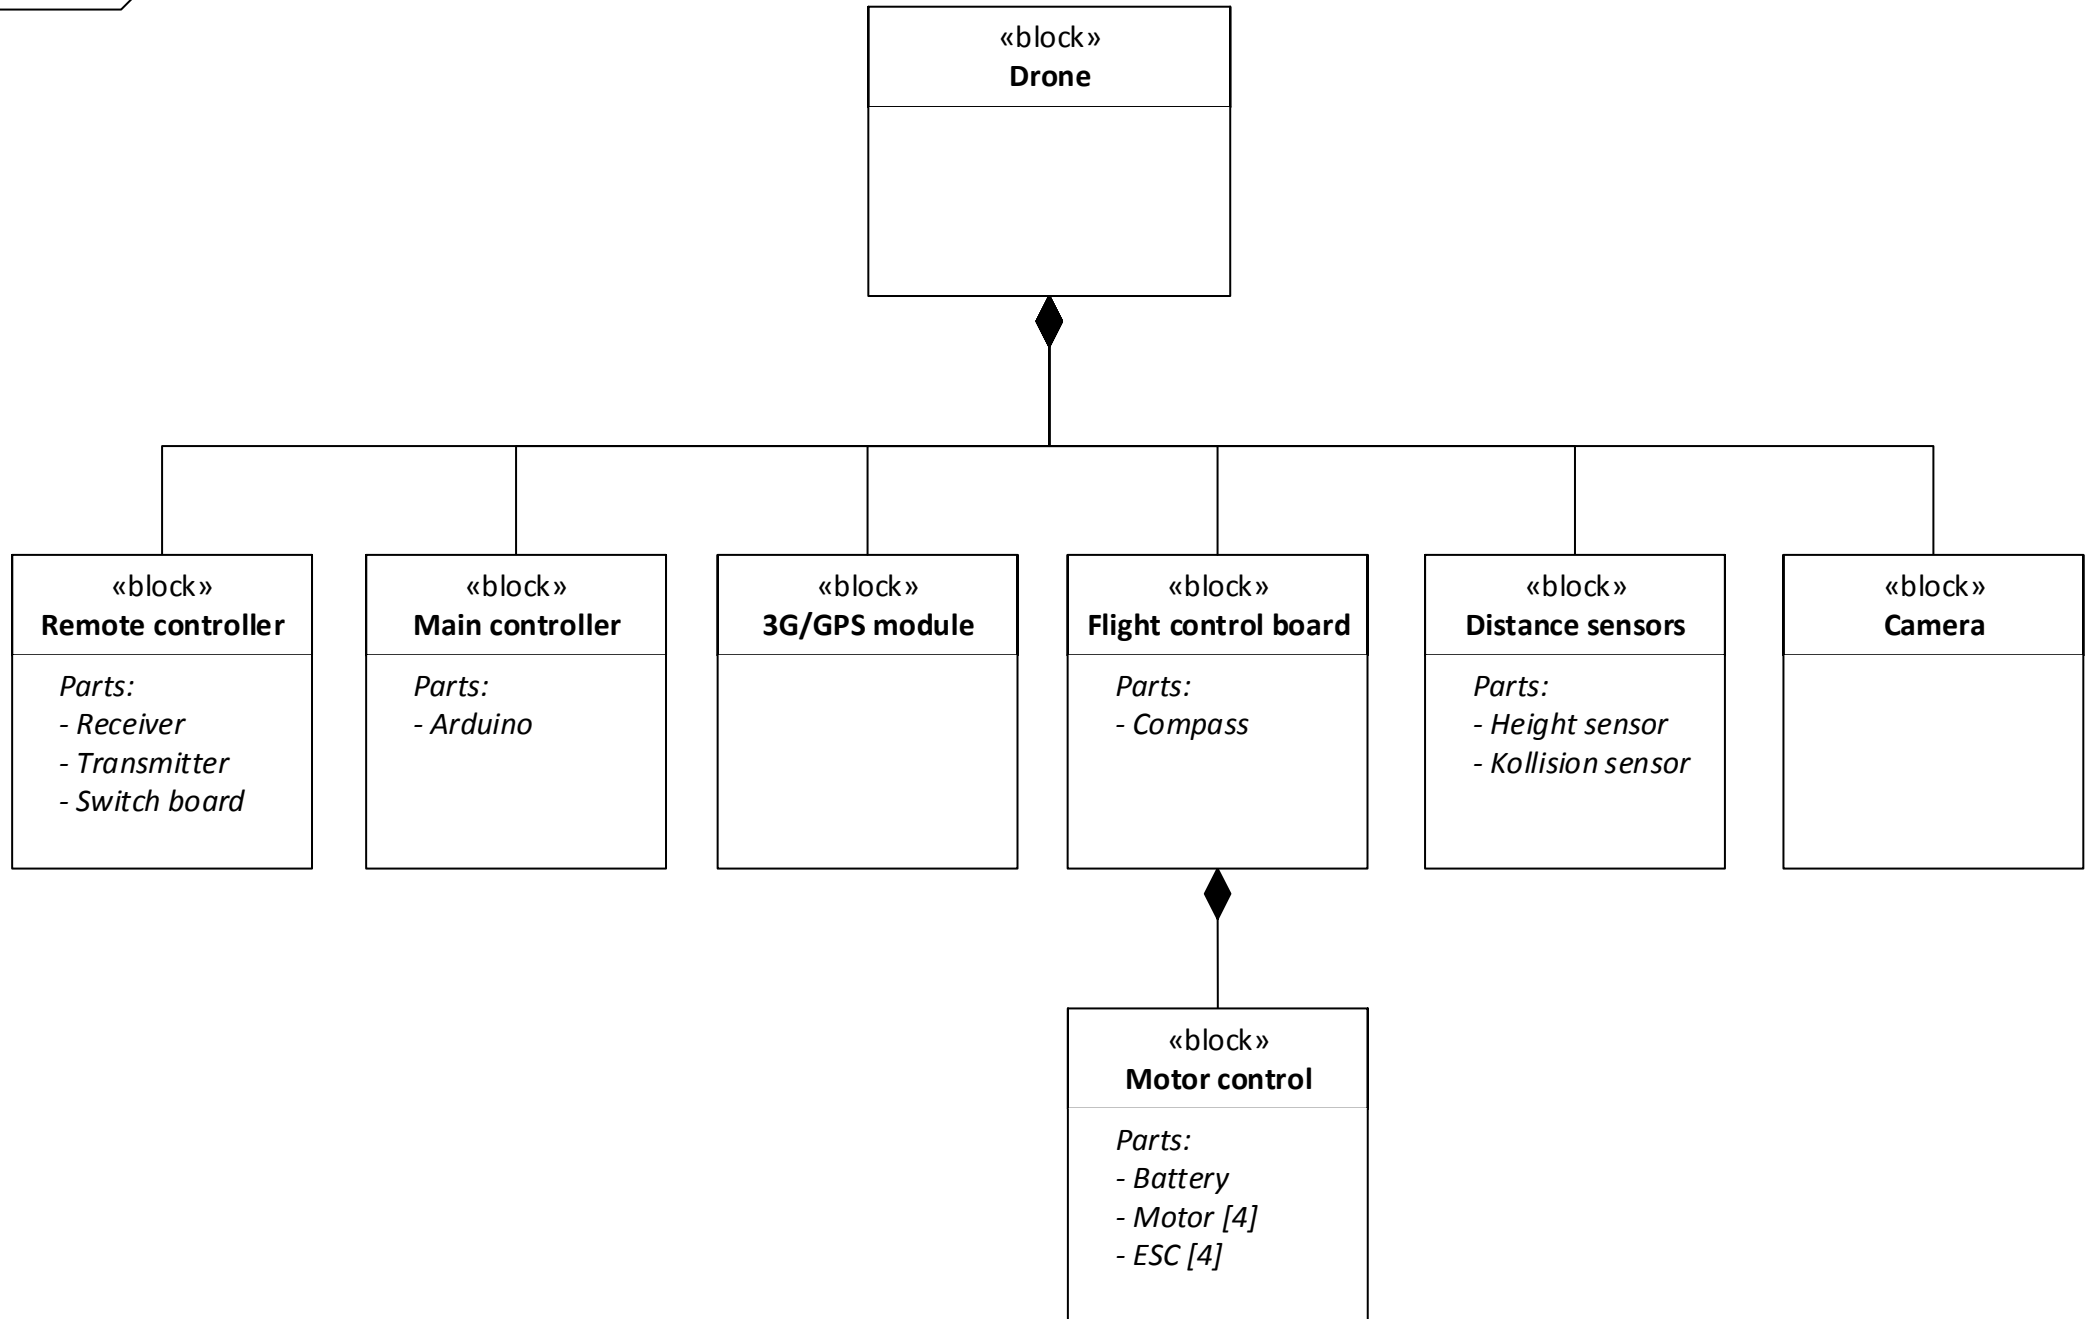 «block»
Drone
«block»
Remote controller
Parts:
- Receiver
- Transmitter
- Switch board
«block»
Main controller
Parts:
- Arduino
«block»
3G/GPS module
«block»
Flight control board
Parts:
- Compass
«block»
Distance sensors
Parts:
- Height sensor
- Kollision sensor
«block»
Camera
«block»
Motor control
Parts:
- Battery
- Motor [4]
- ESC [4]